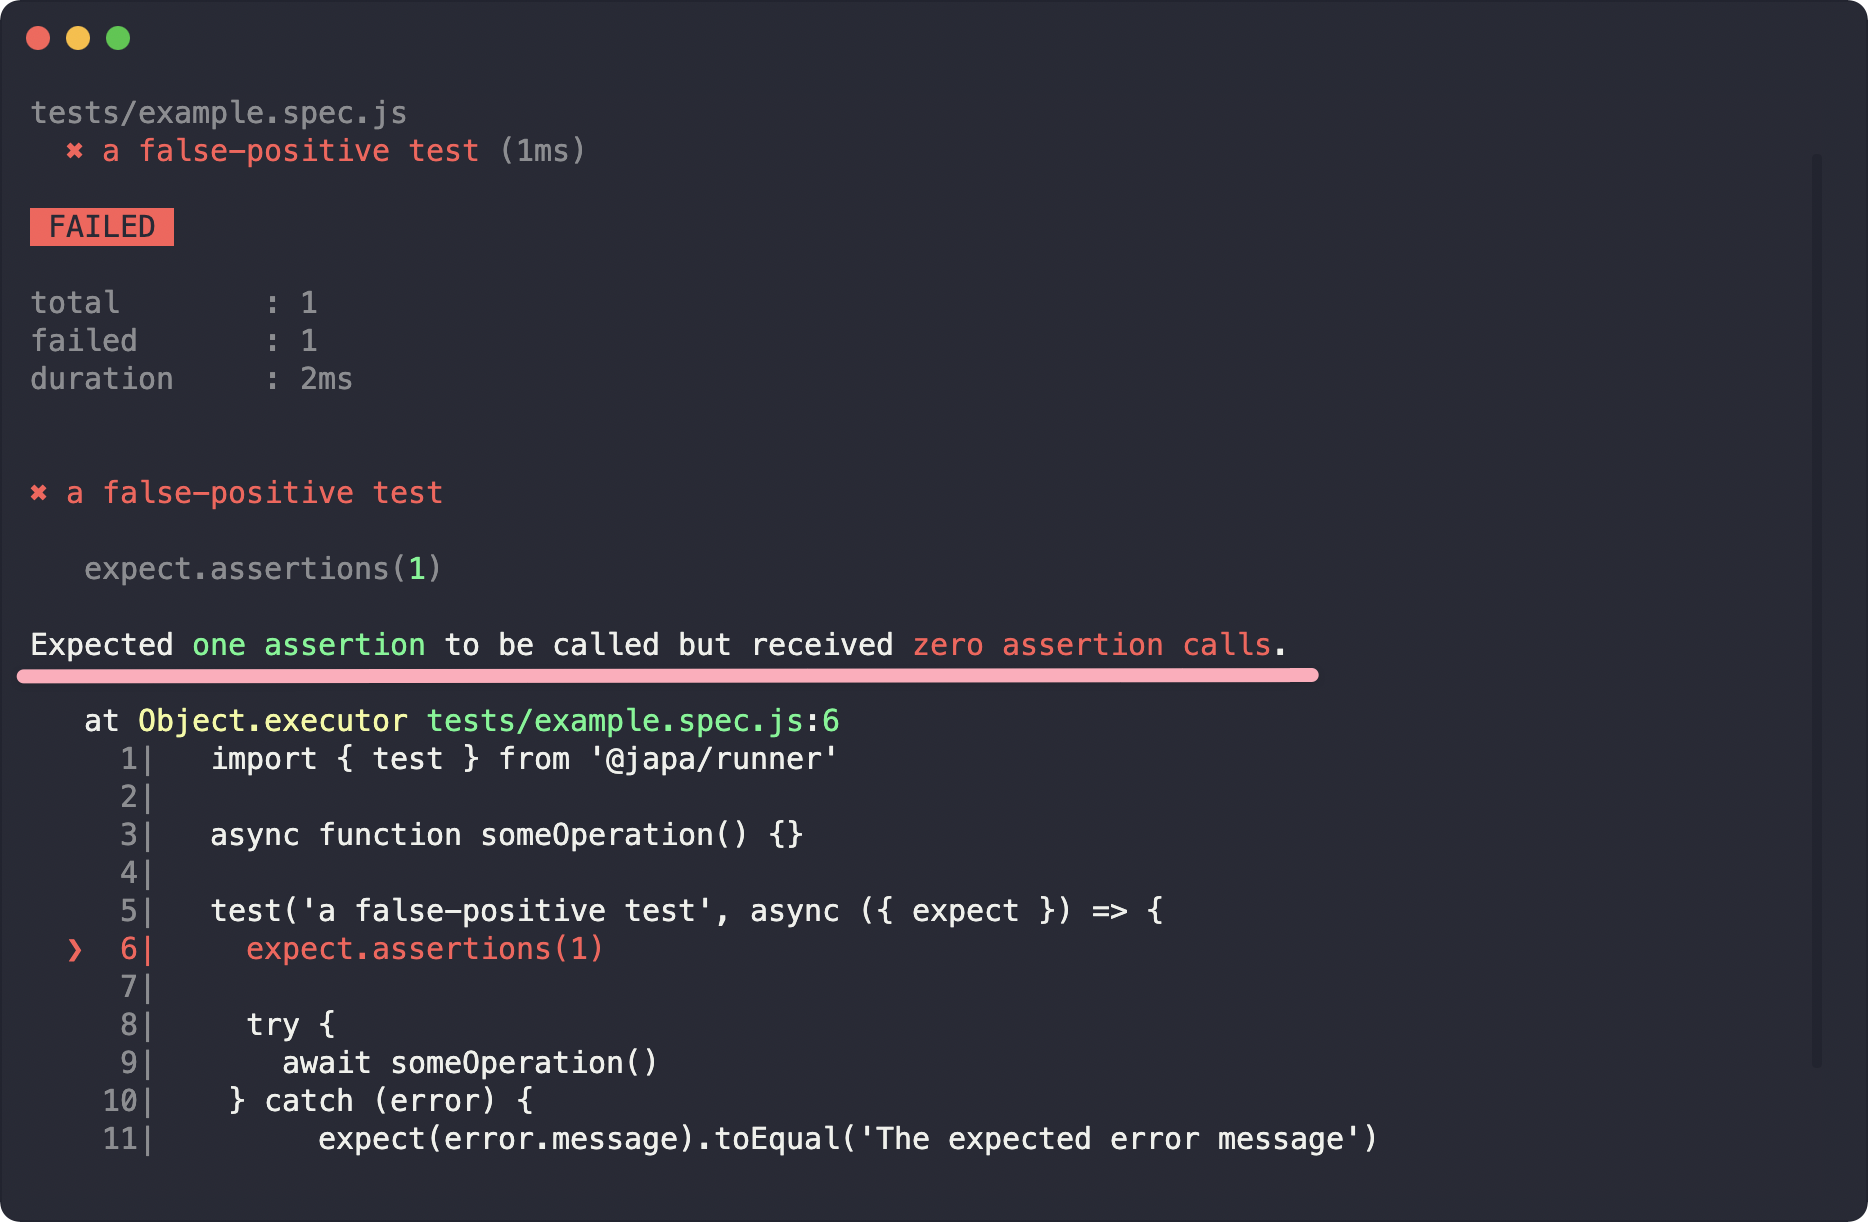 tests/example.spec.js
✖ a false-positive test (1ms)
FAILED
total : 1
failed : 1
duration : 2ms
✖ a false-positive test
expect.assertions(1)
Expected one assertion to be called but received zero assertion calls.
at Object.executor tests/example.spec.js:6
1| import { test } from '@japa/runner'
2|
3| async function someOperation() {}
4|
5| test('a false-positive test', async ({ expect }) => {
❯ 6| expect.assertions(1)
7|
8| try {
9| await someOperation()
10| } catch (error) {
11| expect(error.message).toEqual('The expected error message')